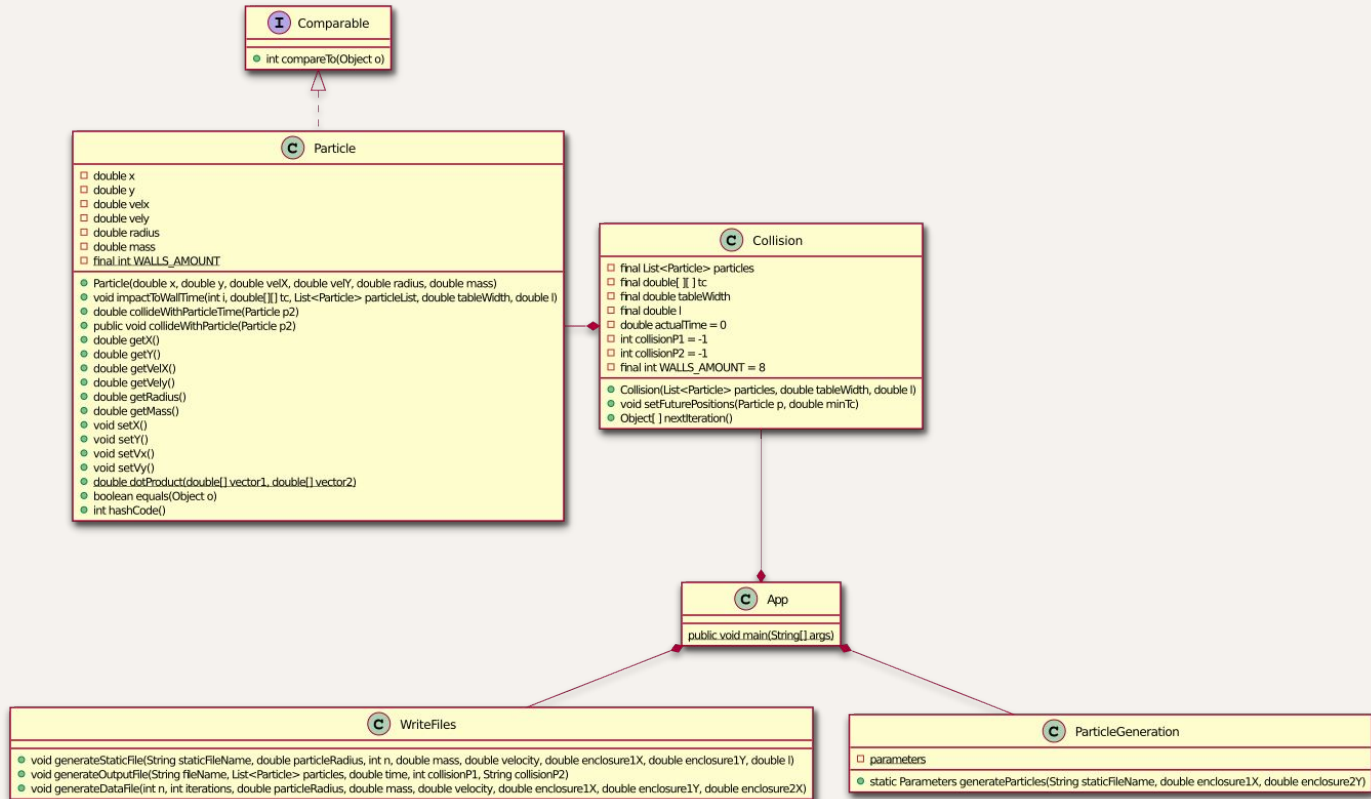 I Comparable
int compareTo(Object o)
C Particle
double x
double y
double velx
double vely
double radius
double mass
final int WALLS_AMOUNT
Particle(double x, double y, double velX, double velY, double radius, double mass)
void impactToWallTime(int i, double[][] tc, List<Particle> particleList, double tableWidth, double l)
double collideWithParticleTime(Particle p2)
public void collideWithParticle(Particle p2)
double getX()
double getY()
double getVelX()
double getVely()
double getRadius()
double getMass()
void setX()
void setY()
void setVx()
void setVy()
double dotProduct(double[] vector1, double[] vector2)
boolean equals(Object o)
int hashCode()
C Collision
final List<Particle> particles
final double[ ][ ] tc
final double tableWidth
final double l
double actualTime = 0
int collisionP1 = -1
int collisionP2 = -1
final int WALLS_AMOUNT = 8
Collision(List<Particle> particles, double tableWidth, double l)
void setFuturePositions(Particle p, double minTc)
Object[ ] nextIteration()
C App
public void main(String[] args)
C WriteFiles
void generateStaticFile(String staticFileName, double particleRadius, int n, double mass, double velocity, double enclosure1X, double enclosure1Y, double l)
void generateOutputFile(String fileName, List<Particle> particles, double time, int collisionP1, String collisionP2)
void generateDataFile(int n, int iterations, double particleRadius, double mass, double velocity, double enclosure1X, double enclosure1Y, double enclosure2X)
C ParticleGeneration
parameters
static Parameters generateParticles(String staticFileName, double enclosure1X, double enclosure2Y)